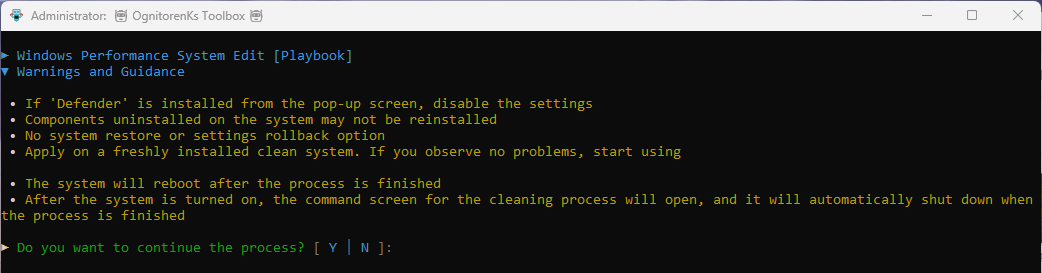 Administrator: OgnitorenKs Toolbox
► Windows Performance System Edit [Playbook]
▼ Warnings and Guidance
• If 'Defender' is installed from the pop-up screen, disable the settings
• Components uninstalled on the system may not be reinstalled
• No system restore or settings rollback option
• Apply on a freshly installed clean system. If you observe no problems, start using
• The system will reboot after the process is finished
• After the system is turned on, the command screen for the cleaning process will open, and it will automatically shut down when
the process is finished
► Do you want to continue the process? [ Y │ N ]: